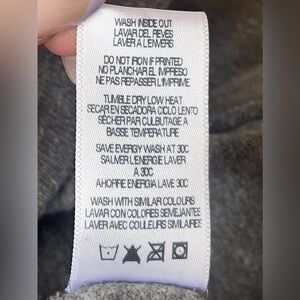 WASH INSIDE OUT
LAVAR DEL REVES
LAVER A L'ENVERS
DO NOT IRON IF PRINTED
NO PLANCHAR EL IMPRESO
NE PAS REPASSER L'IMPRIME
TUMBLE DRY LOW HEAT
SECAR EN SECADORA CICLO LENTO
SÉCHER PAR CULBUTAGE A
BASSE TEMPERATURE
SAVE EVERGY WASH AT 30C
SAUVER L'ENERGIE LAVER
A 30C
AHORRE ENERGIA LAVE 30C
WASH WITH SIMILAR COLOURS
LAVAR CON COLORES SEMEJANTES
LAVER AVEC COULEURS SIMILAIRES